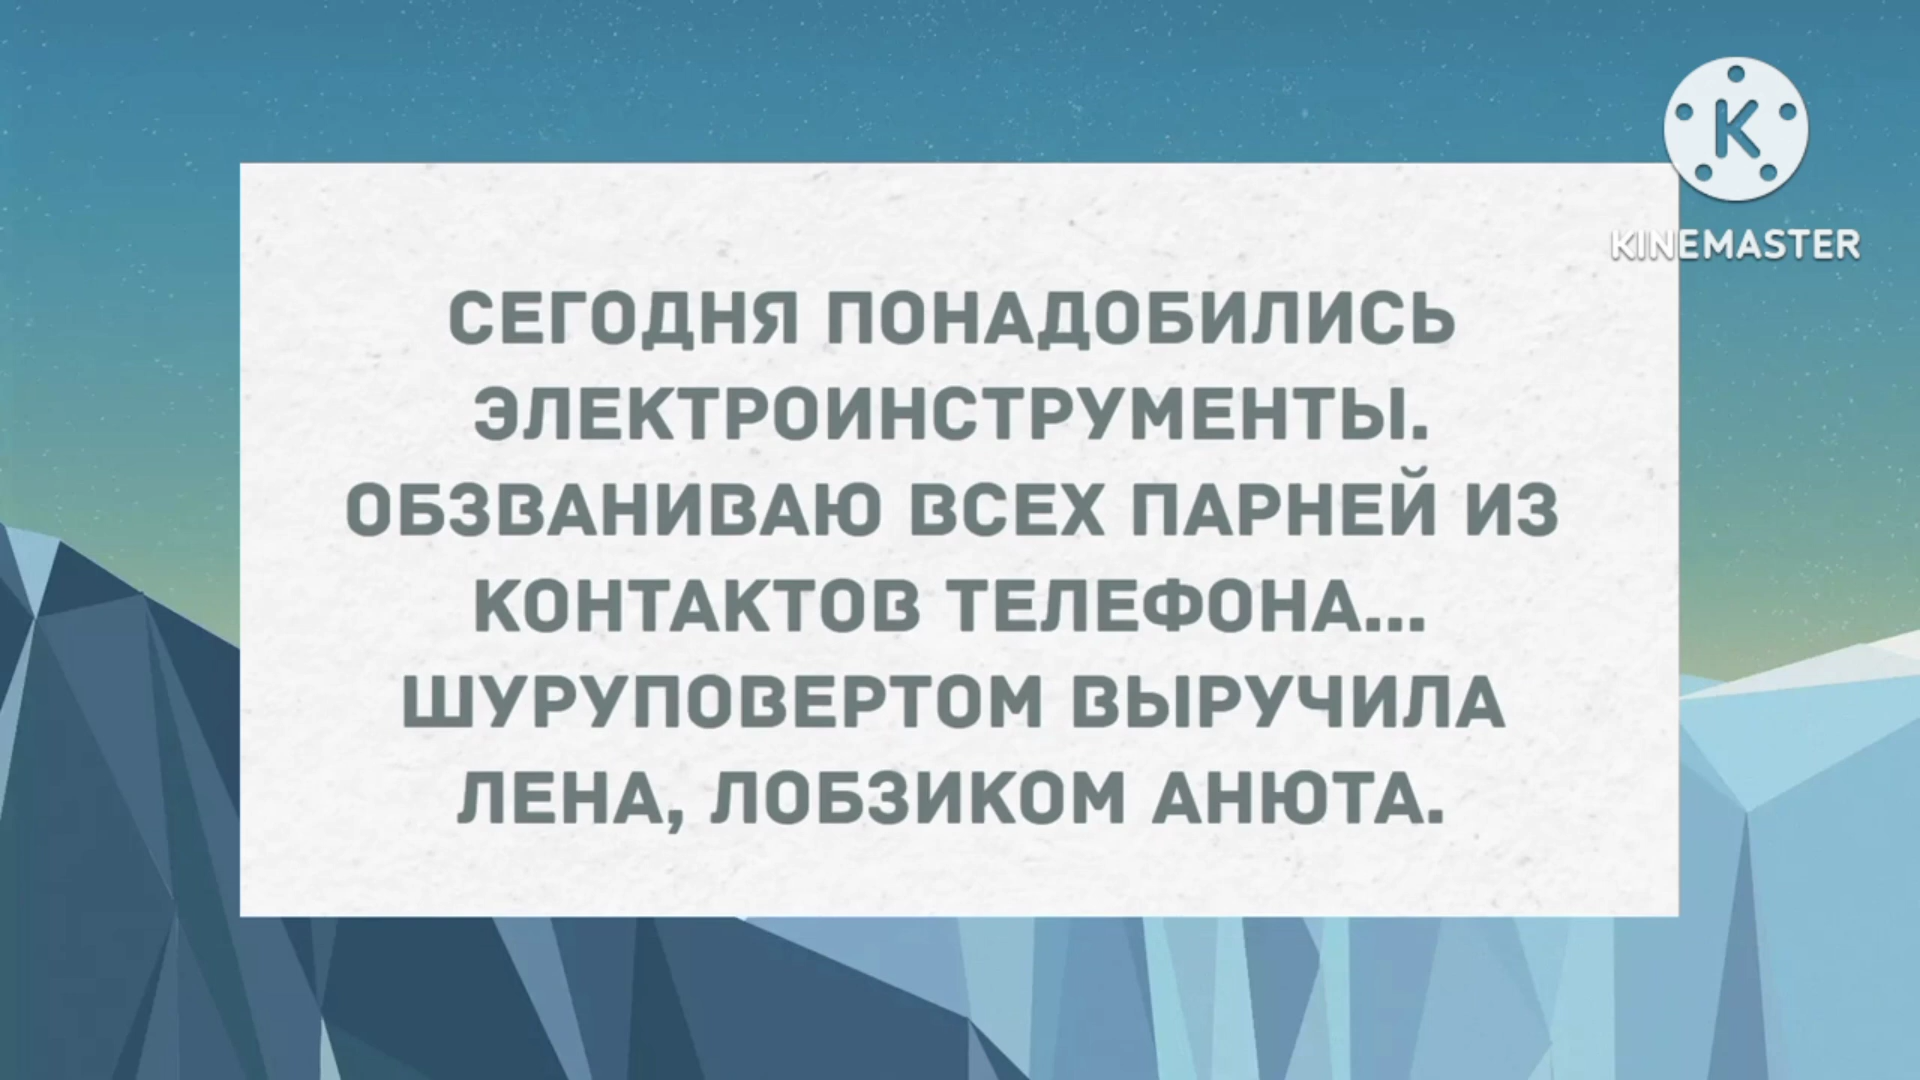 KINEMASTER
СЕГОДНЯ ПОНАДОБИЛИСЬ
ЭЛЕКТРОИНСТРУМЕНТЫ.
ОБЗВАНИВАЮ ВСЕХ ПАРНЕЙ ИЗ
КОНТАКТОВ ТЕЛЕФОНА...
ШУРУПОВЕРТОМ ВЫРУЧИЛА
ЛЕНА, ЛОБЗИКОМ АНЮТА.